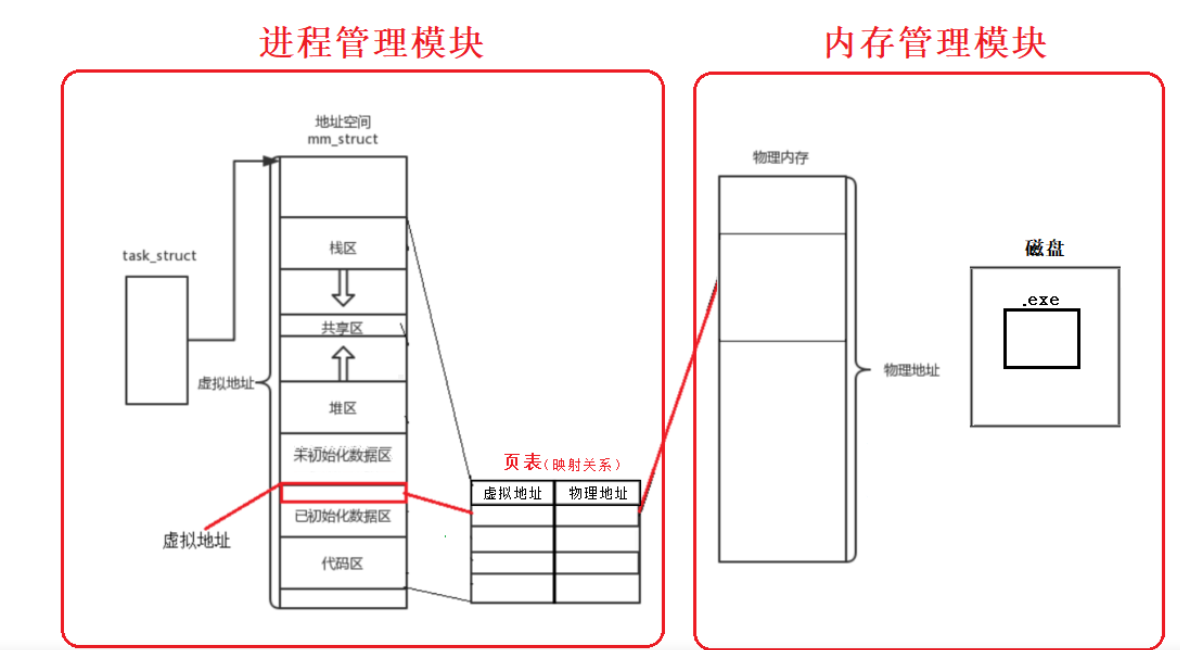 进程管理模块
内存管理模块
地址空间
mm_struct
物理内存
栈区
task_struct
磁盘
.exe
共享区
虚拟地址
物理地址
堆区
未初始化数据区
页表(映射关系)
虚拟地址 物理地址
已初始化数据区
虚拟地址
代码区